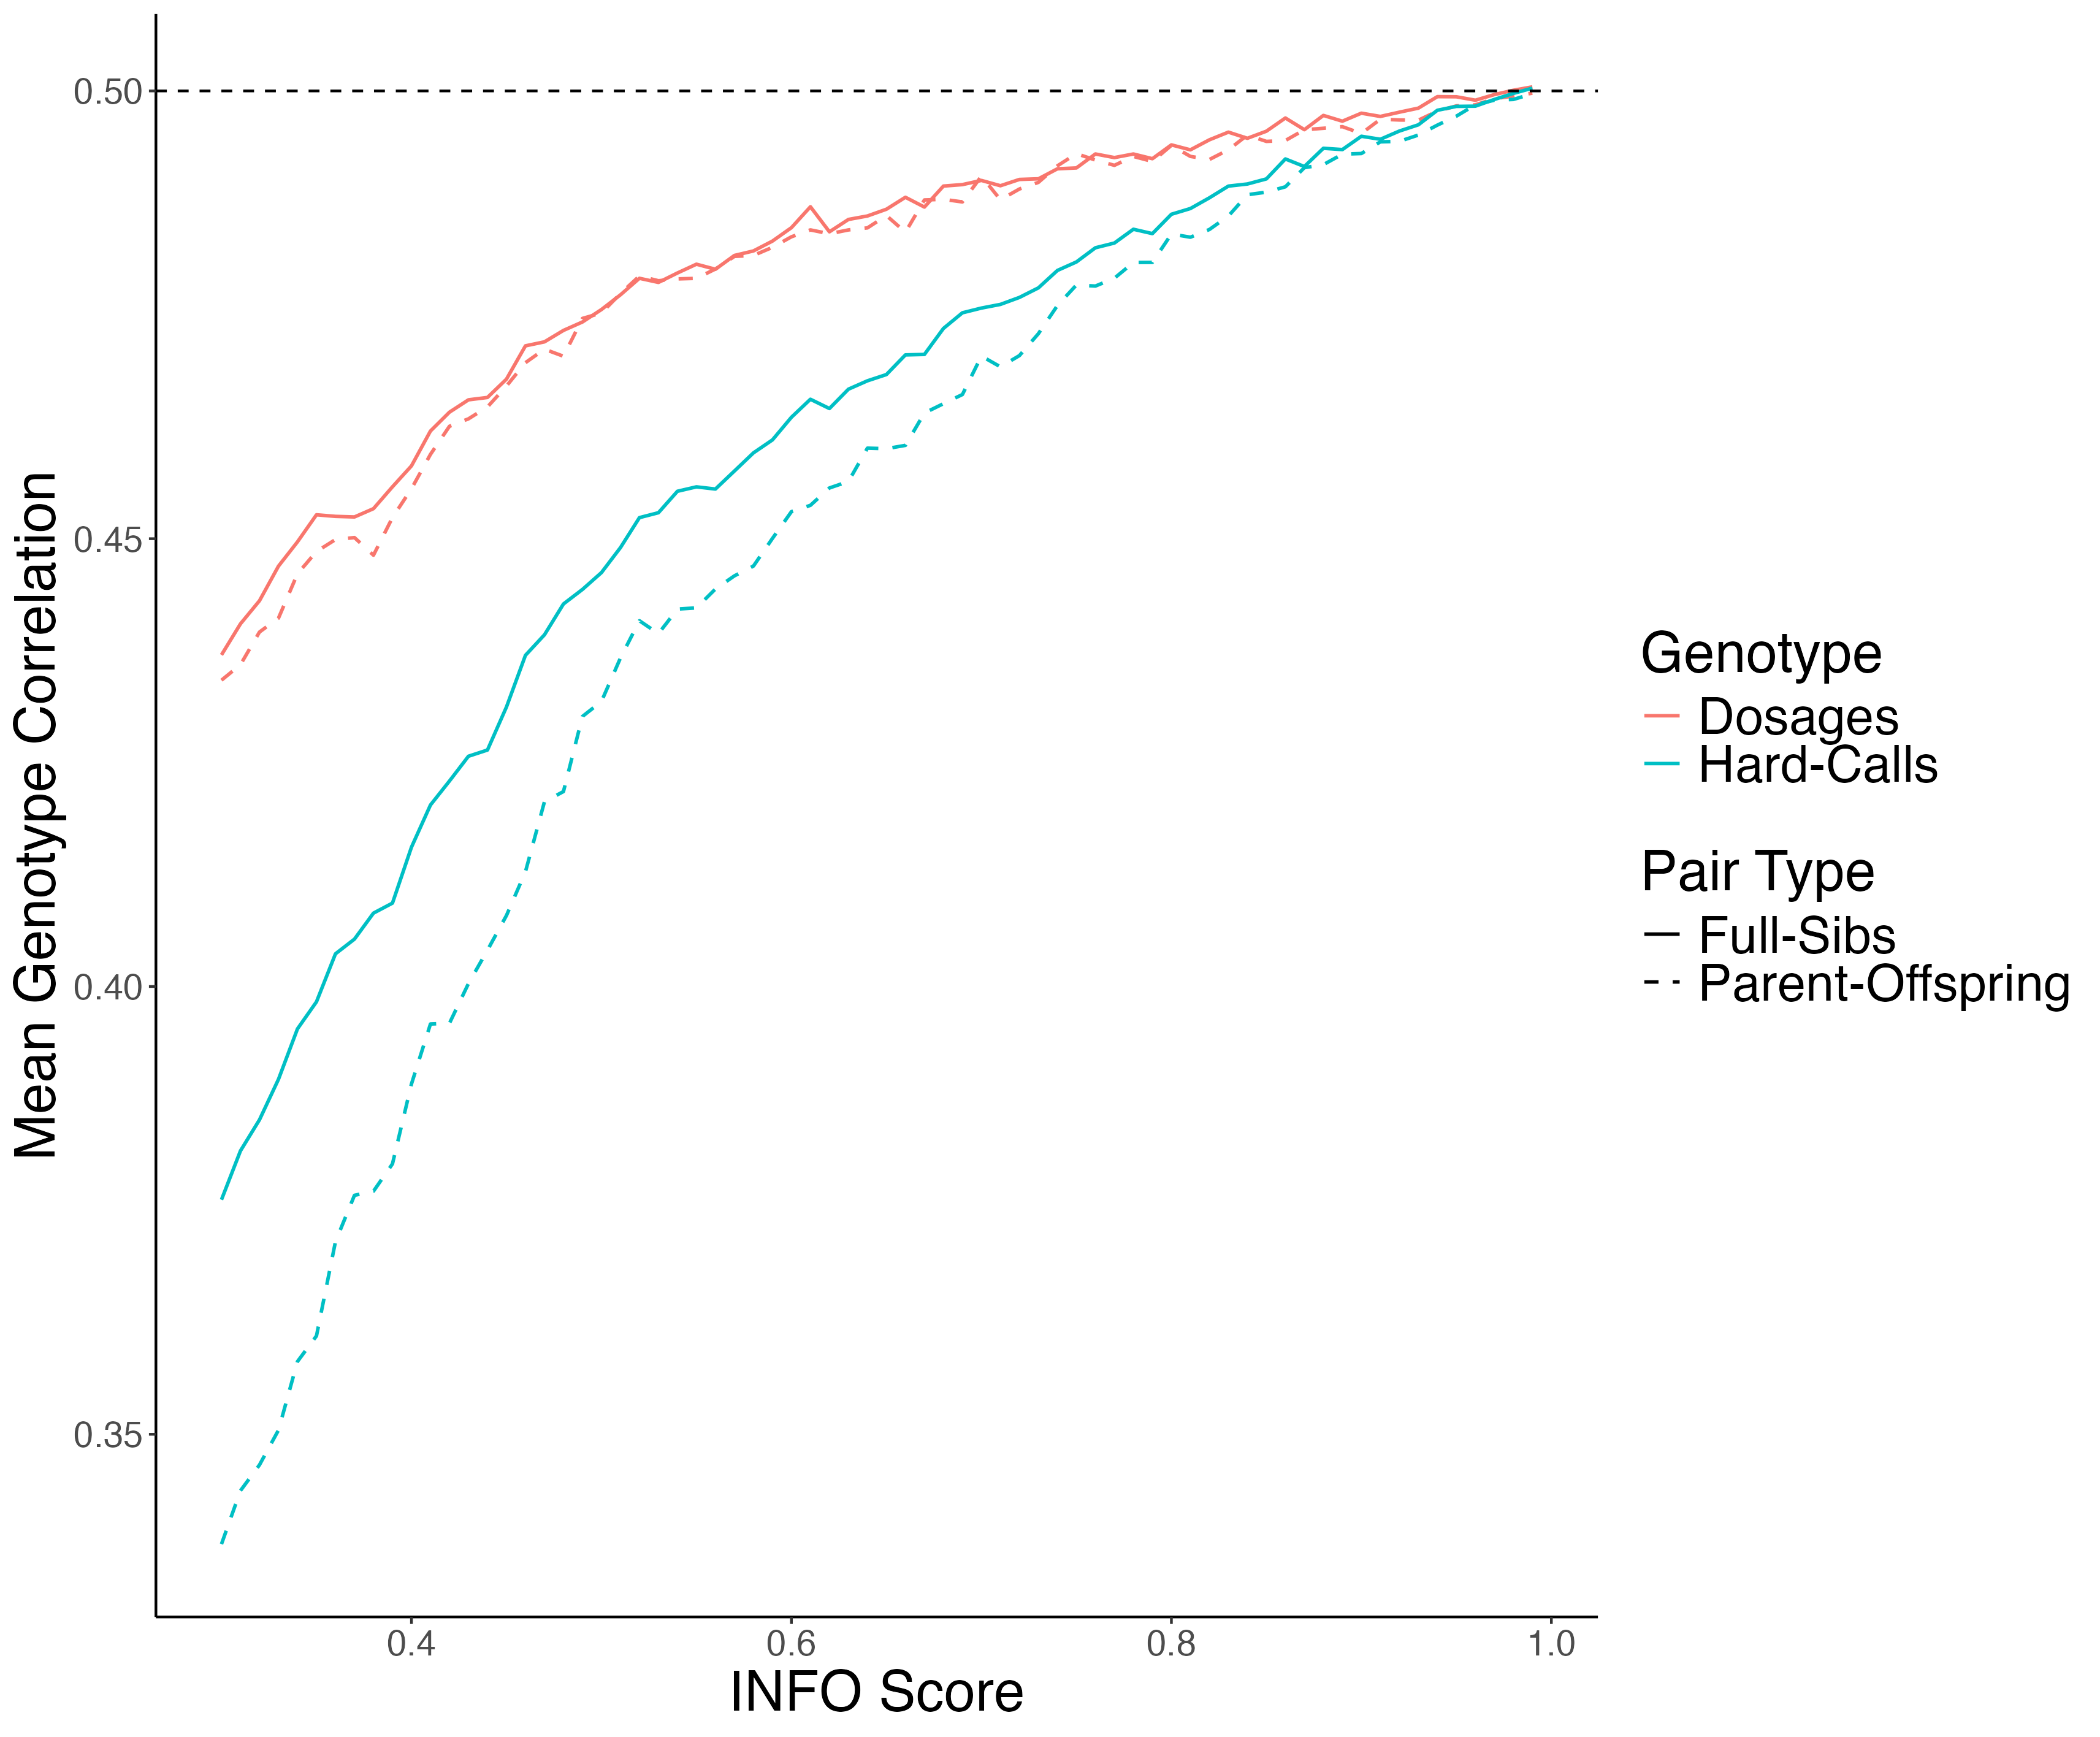 Mean Genotype Correlation
0.50
0.45
0.40
0.35
0.4
0.6
0.8
1.0
INFO Score
Genotype
Dosages
Hard-Calls
Pair Type
Full-Sibs
Parent-Offspring